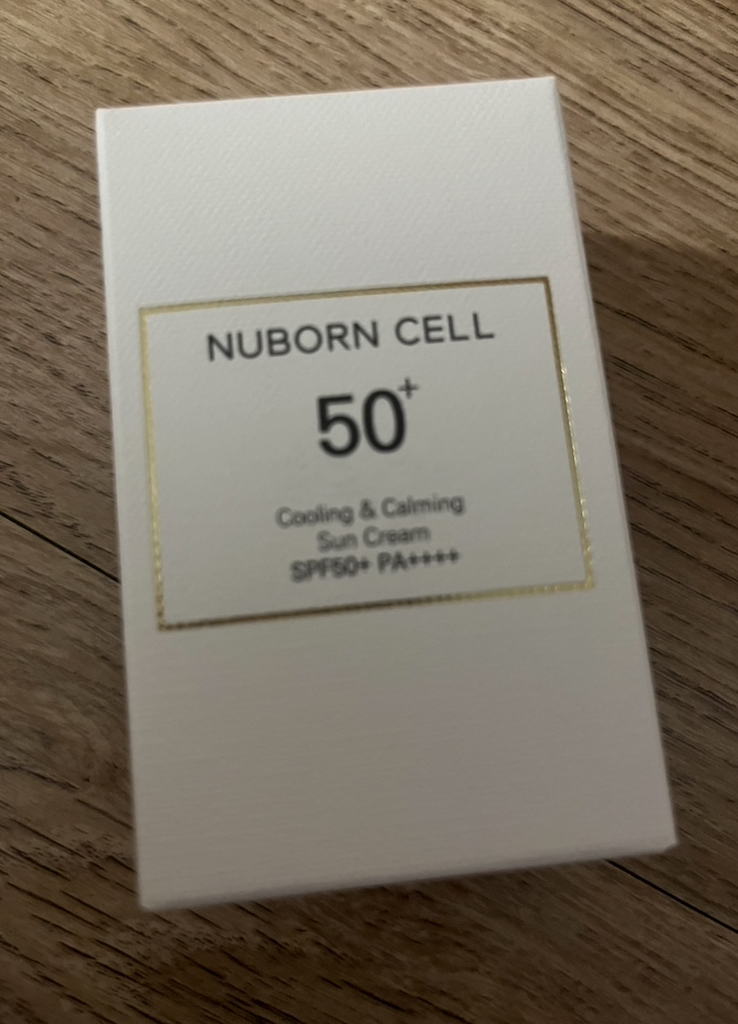 NUBORN CELL
50+
Cooling & Calming
Sun Cream
SPF50+ PA++++